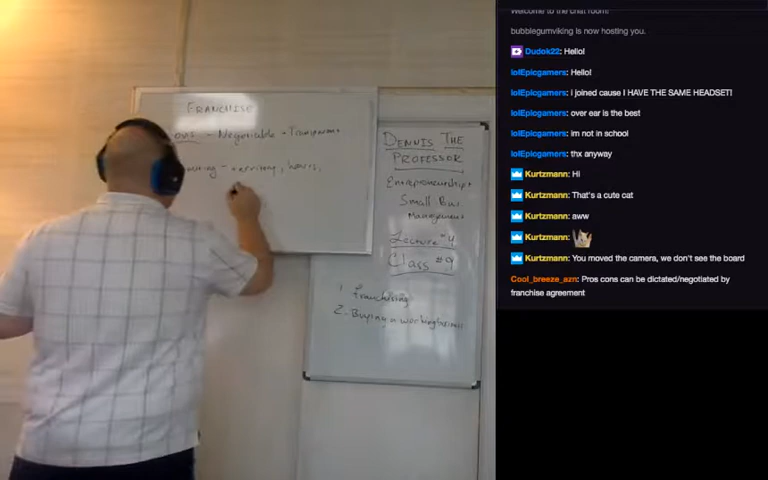 FRANCHISE
- Negotiable - Transparent
- territory, hours,
DENNIS THE
PROFESSOR
Entrepreneurship +
Small Bus
Management
Lecture #4
Class #9
1. Franchising
2. Buying a working business
Welcome to the chat room!
bubblegumviking is now hosting you.
Dudok22: Hello!
lolEpicgamers: Hello!
lolEpicgamers: i joined cause I HAVE THE SAME HEADSET!
lolEpicgamers: over ear is the best!
lolEpicgamers: im not in school
lolEpicgamers: thx anyway
Kurtzmann: Hi
Kurtzmann: That's a cute cat
Kurtzmann: aww
Kurtzmann:
Kurtzmann: You moved the camera, we don't see the board
Cool_breeze_azn: Pros cons can be dictated/negotiated by
franchise agreement